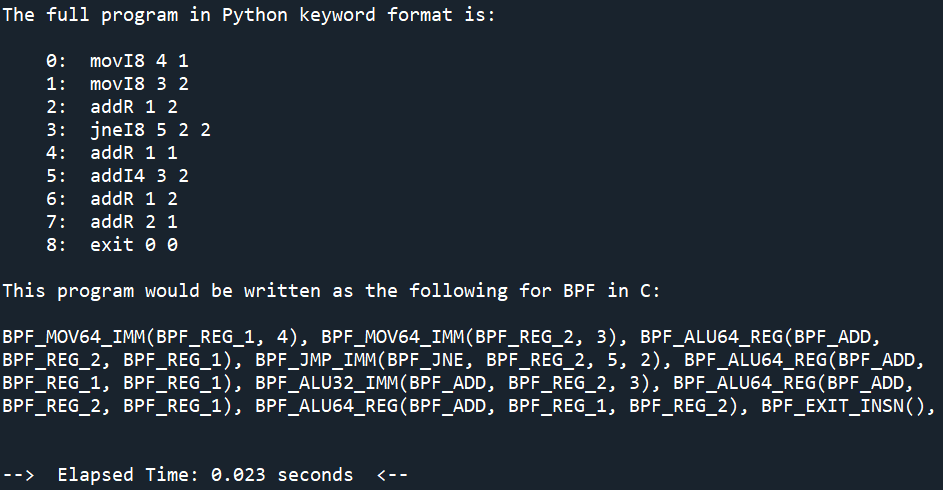 The full program in Python keyword format is:
0: movI8 4 1
1: movI8 3 2
2: addR 1 2
3: jneI8 5 2 2
4: addR 1 1
5: addI4 3 2
6: addR 1 2
7: addR 2 1
8: exit 0 0
This program would be written as the following for BPF in C:
BPF_MOV64_IMM(BPF_REG_1, 4), BPF_MOV64_IMM(BPF_REG_2, 3), BPF_ALU64_REG(BPF_ADD,
BPF_REG_2, BPF_REG_1), BPF_JMP_IMM(BPF_JNE, BPF_REG_2, 5, 2), BPF_ALU64_REG(BPF_ADD,
BPF_REG_1, BPF_REG_1), BPF_ALU32_IMM(BPF_ADD, BPF_REG_2, 3), BPF_ALU64_REG(BPF_ADD,
BPF_REG_2, BPF_REG_1), BPF_ALU64_REG(BPF_ADD, BPF_REG_1, BPF_REG_2), BPF_EXIT_INSN(),
--> Elapsed Time: 0.023 seconds <--